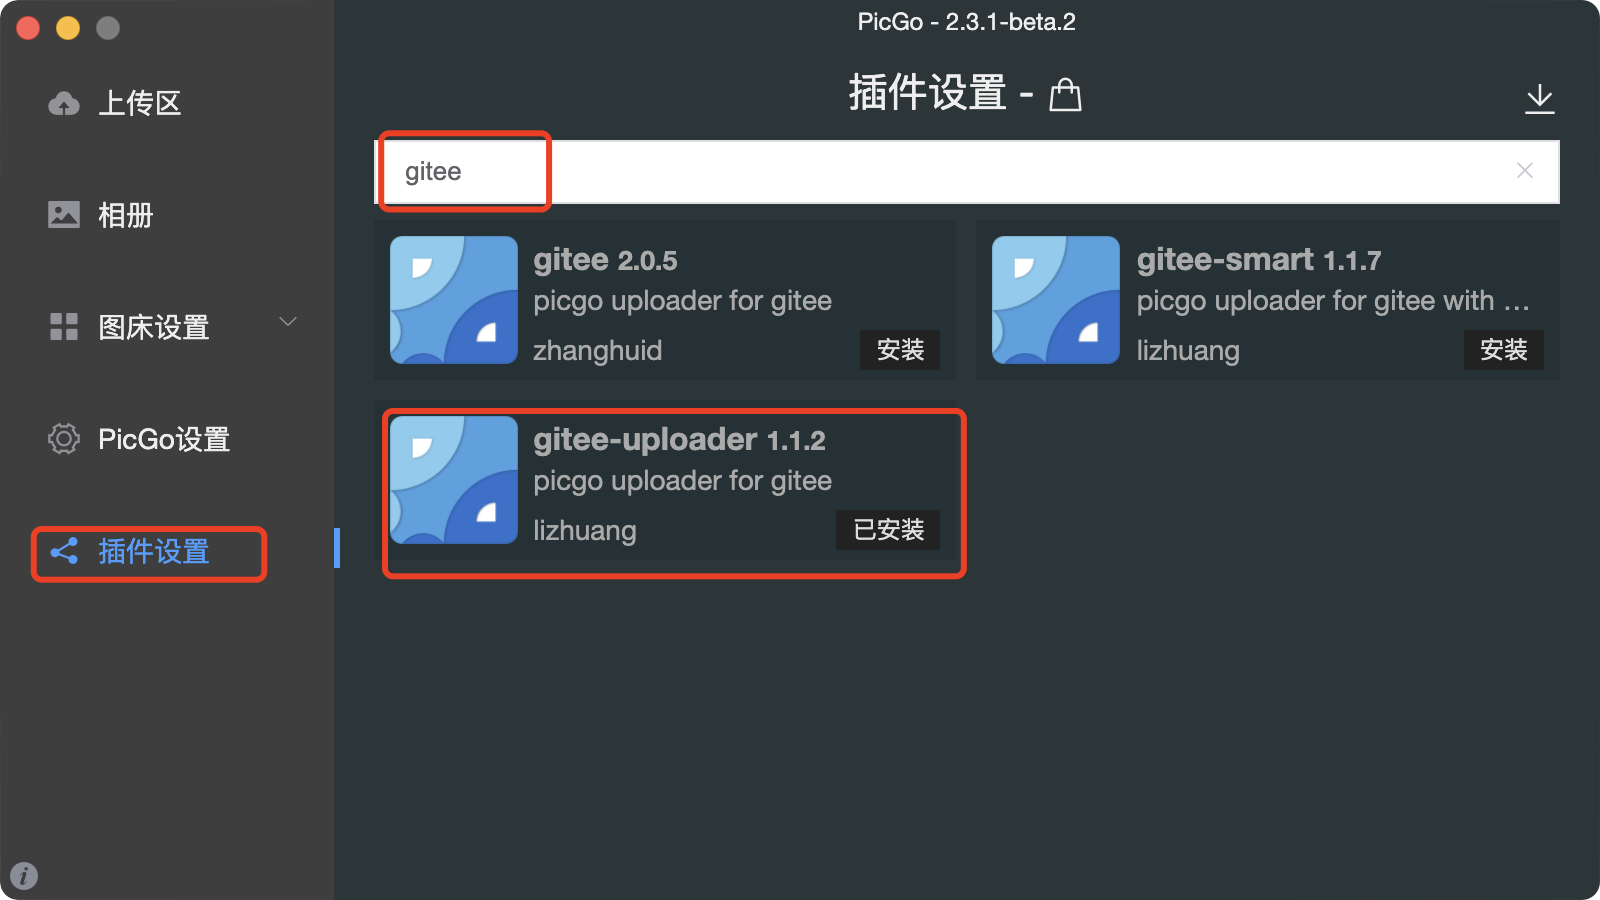 PicGo - 2.3.1-beta.2
上传区
相册
图床设置
PicGo设置
插件设置
插件设置 -
gitee
gitee 2.0.5
picgo uploader for gitee
zhanghuid
安装
gitee-smart 1.1.7
picgo uploader for gitee with ...
lizhuang
安装
gitee-uploader 1.1.2
picgo uploader for gitee
lizhuang
已安装